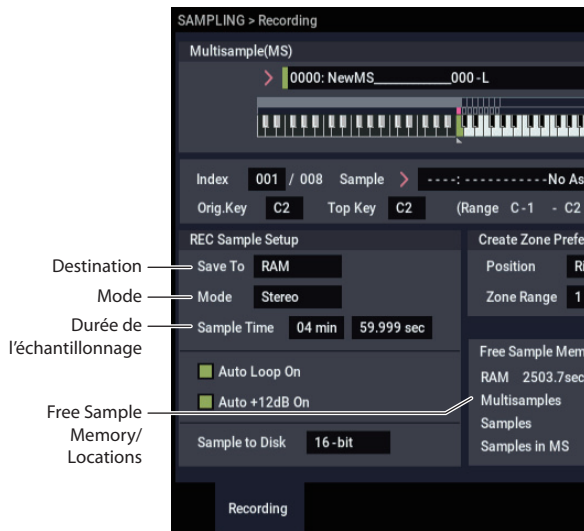 SAMPLING > Recording
Multisample(MS)
0000: NewMS___________000 -L
Index 001 / 008 Sample ----: -----------No As
Orig.Key C2 Top Key C2 (Range C-1 - C2
REC Sample Setup
Save To RAM
Mode Stereo
Sample Time 04 min 59.999 sec
Auto Loop On
Auto +12dB On
Sample to Disk 16-bit
Create Zone Prefe
Position Ri
Zone Range 1
Free Sample Mem
RAM 2503.7sec
Multisamples
Samples
Samples in MS
Recording
Destination
Mode
Durée de
l'échantillonnage
Free Sample
Memory/
Locations